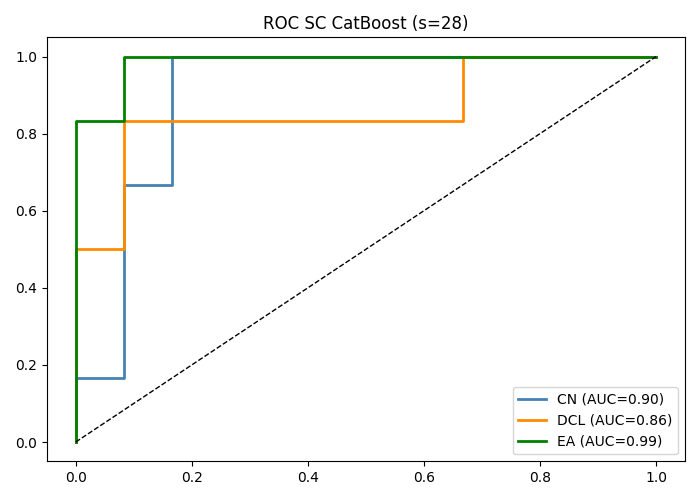 ROC SC CatBoost (s=28)
1.0
0.8
0.6
0.4
0.2
0.0
CN (AUC=0.90)
DCL (AUC=0.86)
EA (AUC=0.99)
0.0 0.2 0.4 0.6 0.8 1.0